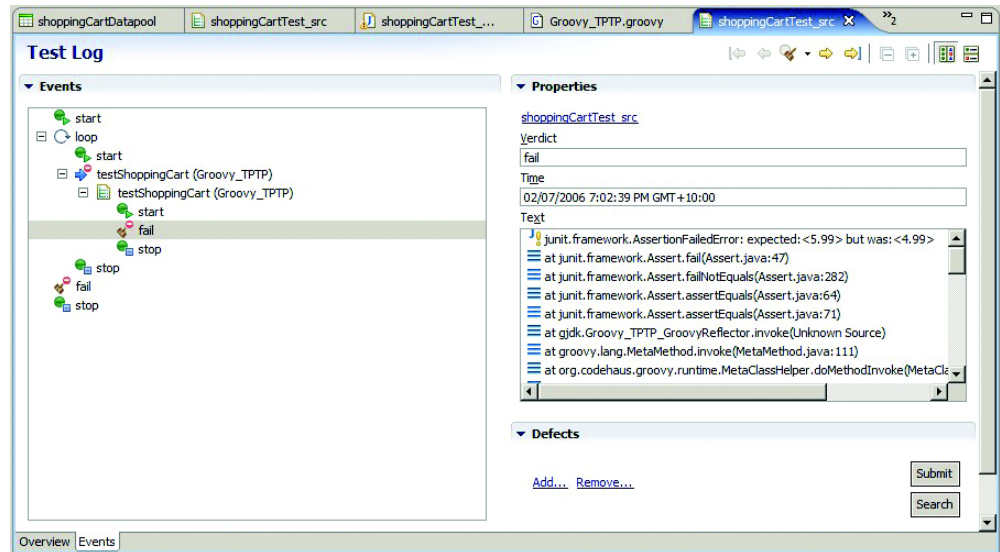 shoppingCartDatapool
shoppingCartTest_src
shoppingCartTest_...
Groovy_TPTP.groovy
shoppingCartTest_src
»2
Test Log
Events
start
loop
start
testShoppingCart (Groovy_TPTP)
testShoppingCart (Groovy_TPTP)
start
fail
stop
stop
fail
stop
Properties
shoppingCartTest_src
Verdict
fail
Time
02/07/2006 7:02:39 PM GMT+10:00
Text
junit.framework.AssertionFailedError: expected:<5.99> but was:<4.99>
at junit.framework.Assert.fail(Assert.java:47)
at junit.framework.Assert.failNotEquals(Assert.java:282)
at junit.framework.Assert.assertEquals(Assert.java:64)
at junit.framework.Assert.assertEquals(Assert.java:71)
at gjdk.Groovy_TPTP_GroovyReflector.invoke(Unknown Source)
at groovy.lang.MetaMethod.invoke(MetaMethod.java:111)
at org.codehaus.groovy.runtime.MetaClassHelper.doMethodInvoke(MetaCla
Defects
Add... Remove...
Submit
Search
Overview Events